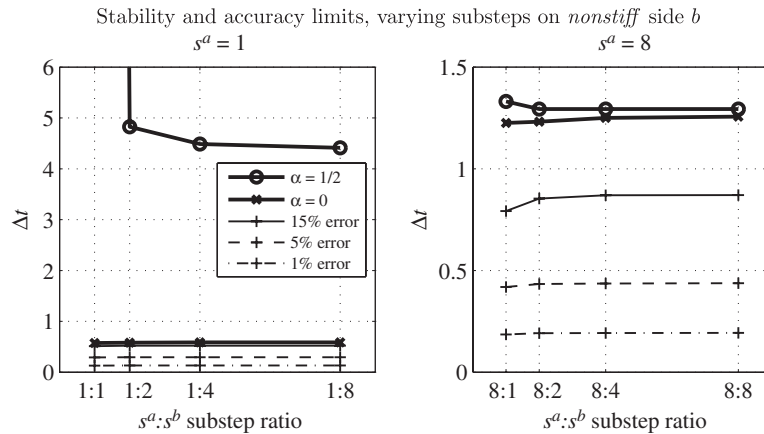 Stability and accuracy limits, varying substeps on nonstiff side b
s^a = 1
6
5
4
3
2
1
0
Δt
α = 1/2
α = 0
15% error
5% error
1% error
1:1 1:2 1:4 1:8
s^a:s^b substep ratio
s^a = 8
1.5
1
0.5
0
Δt
8:1 8:2 8:4 8:8
s^a:s^b substep ratio